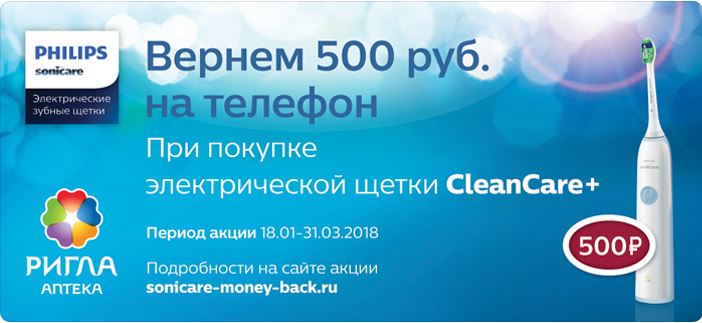 PHILIPS
sonicare
Электрические
зубные щетки
Вернем 500 руб.
на телефон
При покупке
электрической щетки CleanCare+
Период акции 18.01-31.03.2018
Подробности на сайте акции
sonicare-money-back.ru
РИГЛА
АПТЕКА
500₽
sonicare